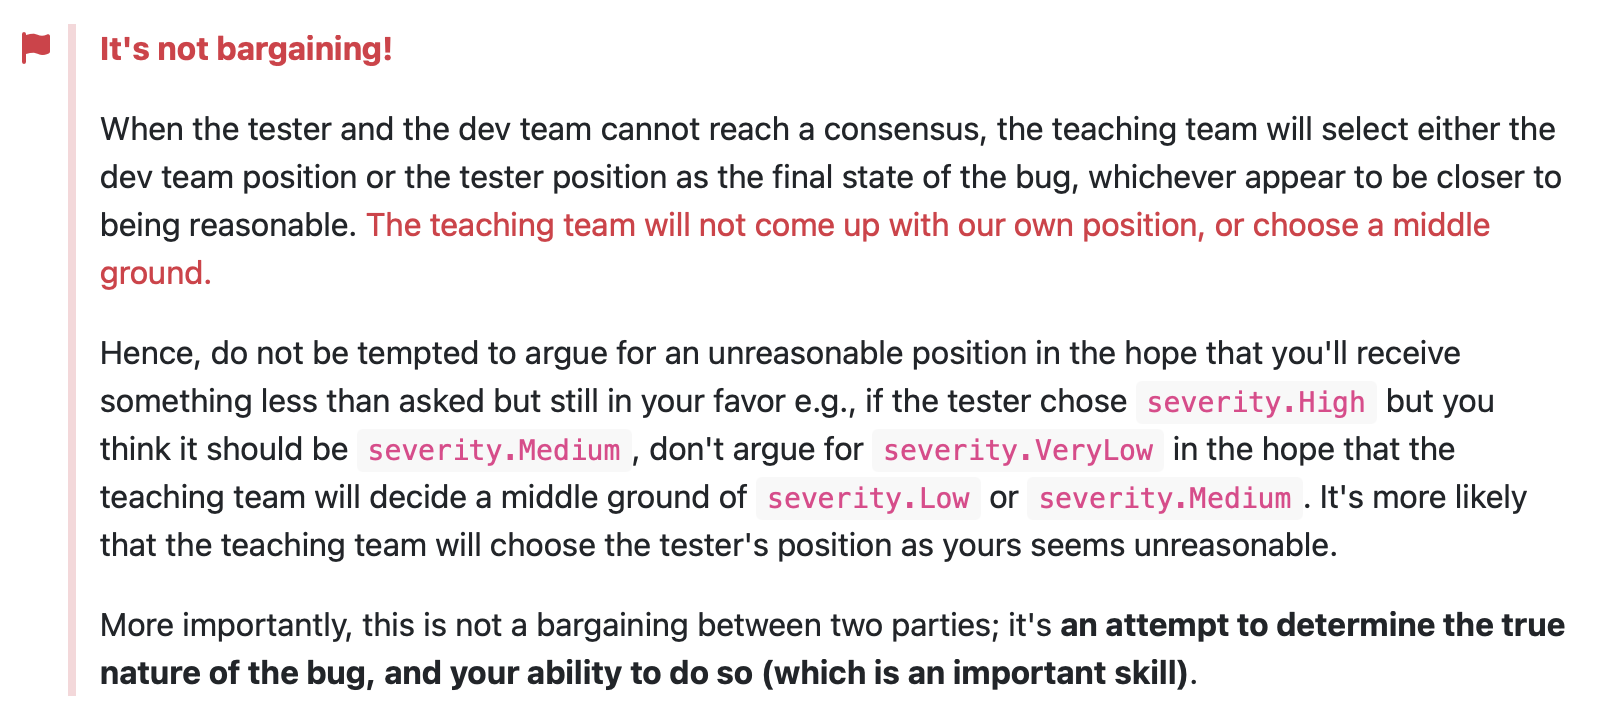 It's not bargaining!
When the tester and the dev team cannot reach a consensus, the teaching team will select either the
dev team position or the tester position as the final state of the bug, whichever appear to be closer to
being reasonable. The teaching team will not come up with our own position, or choose a middle
ground.
Hence, do not be tempted to argue for an unreasonable position in the hope that you'll receive
something less than asked but still in your favor e.g., if the tester chose severity.High but you
think it should be severity.Medium, don't argue for severity.VeryLow in the hope that the
teaching team will decide a middle ground of severity.Low or severity.Medium. It's more likely
that the teaching team will choose the tester's position as yours seems unreasonable.
More importantly, this is not a bargaining between two parties; it's an attempt to determine the true
nature of the bug, and your ability to do so (which is an important skill).